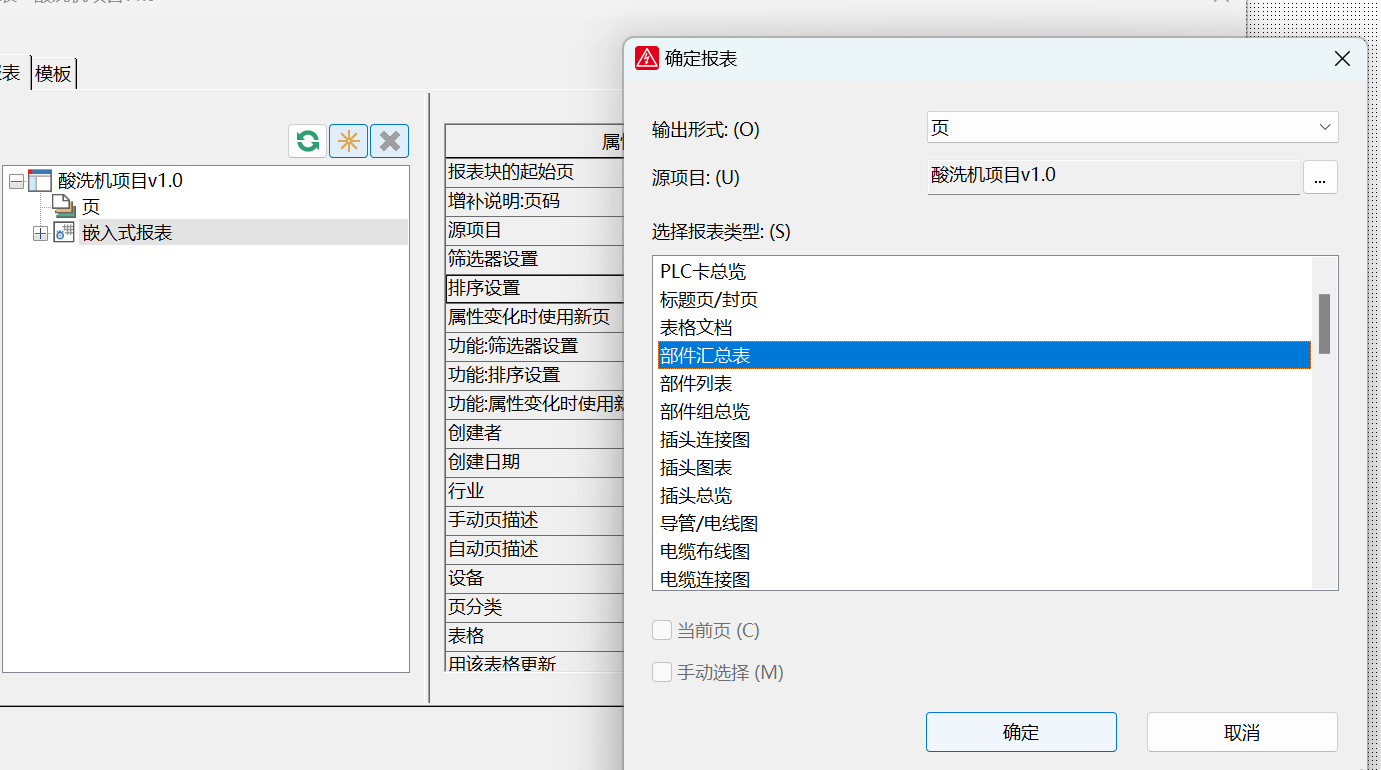 模板
酸洗机项目v1.0
页
嵌入式报表
报表块的起始页
增补说明:页码
源项目
筛选器设置
排序设置
属性变化时使用新页
功能:筛选器设置
功能:排序设置
功能:属性变化时使用新
创建者
创建日期
行业
手动页描述
自动页描述
设备
页分类
表格
用该表格更新
确定报表
输出形式: (O)
页
源项目: (U)
酸洗机项目v1.0
...
选择报表类型: (S)
PLC卡总览
标题页/封页
表格文档
部件汇总表
部件列表
部件组总览
插头连接图
插头图表
插头总览
导管/电线图
电缆布线图
电缆连接图
当前页 (C)
手动选择 (M)
确定
取消